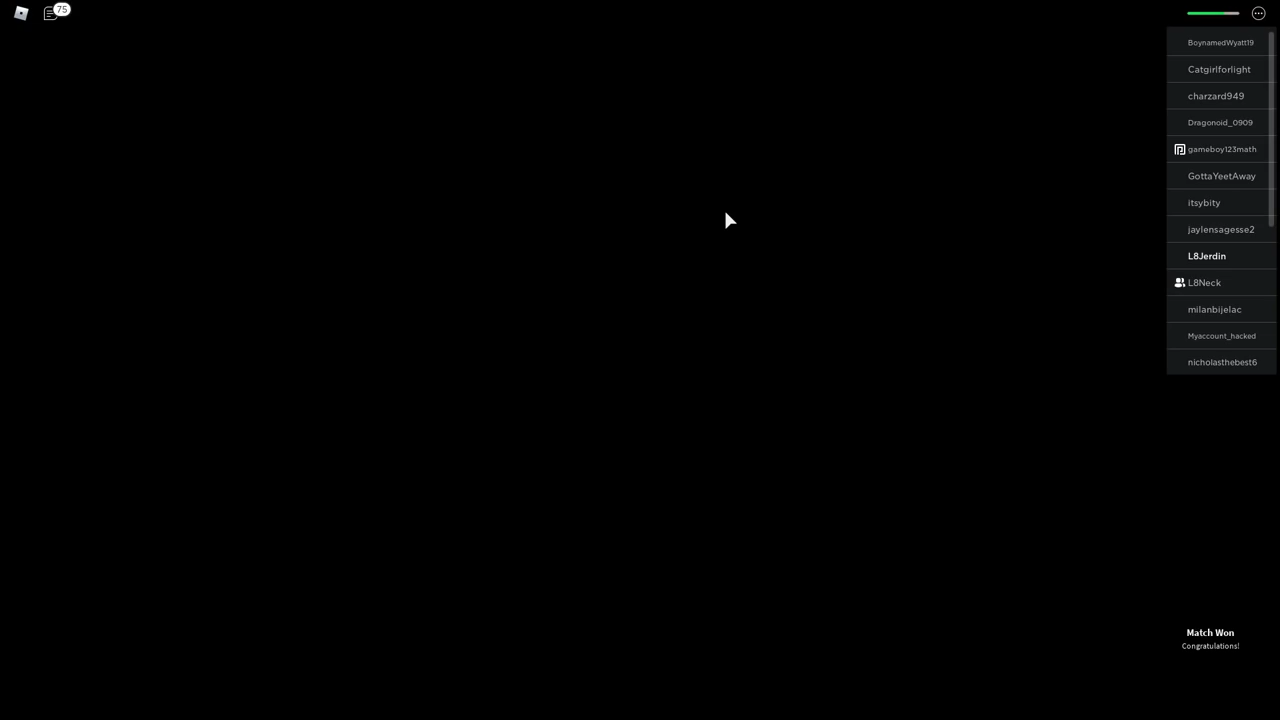 75
BoynamedWyatt19
Catgirlforlight
charzard949
Dragonoid_0909
gameboy123math
GottaYeetAway
itsybity
jaylensagesse2
L8Jerdin
L8Neck
milanbijelac
Myaccount_hacked
nicholasthebest6
Match Won
Congratulations!